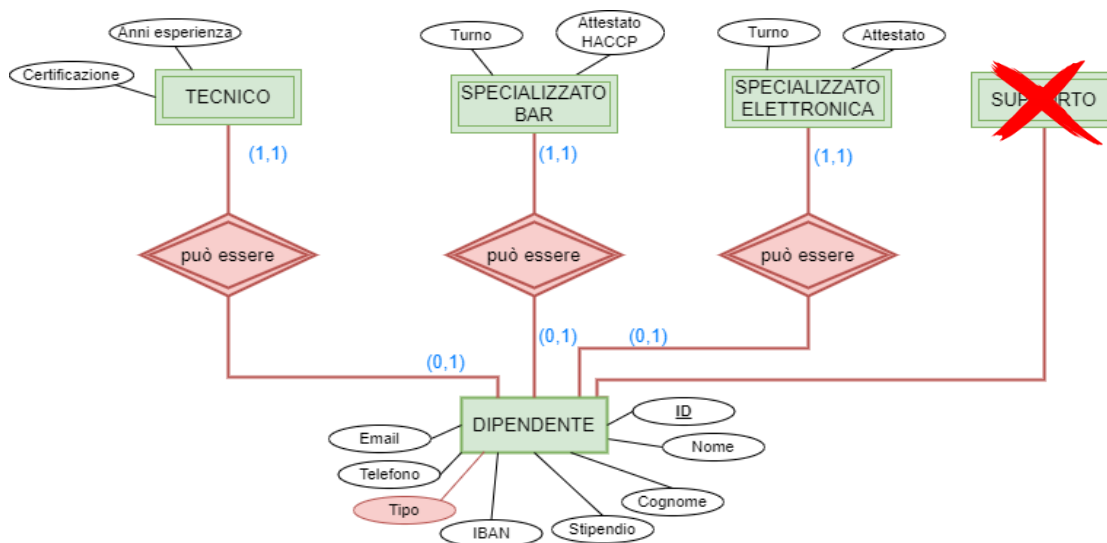 Anni esperienza
Certificazione
TECNICO
Turno
Attestato
HACCP
SPECIALIZZATO
BAR
Turno
Attestato
SPECIALIZZATO
ELETTRONICA
(1,1)
(1,1)
(1,1)
può essere
può essere
può essere
(0,1)
(0,1)
(0,1)
DIPENDENTE
ID
Nome
Cognome
Stipendio
IBAN
Tipo
Telefono
Email